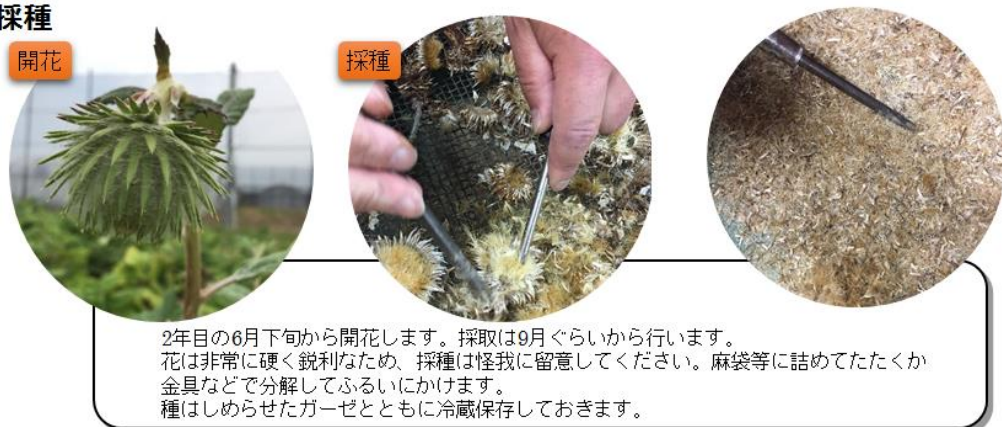 採種
開花
採種
2年目の6月下旬から開花します。採取は9月ぐらいから行います。
花は非常に硬く鋭利なため、採種は怪我に留意してください。麻袋等に詰めてたたくか
金具などで分解してふるいにかけます。
種はしめらせたガーゼとともに冷蔵保存しておきます。